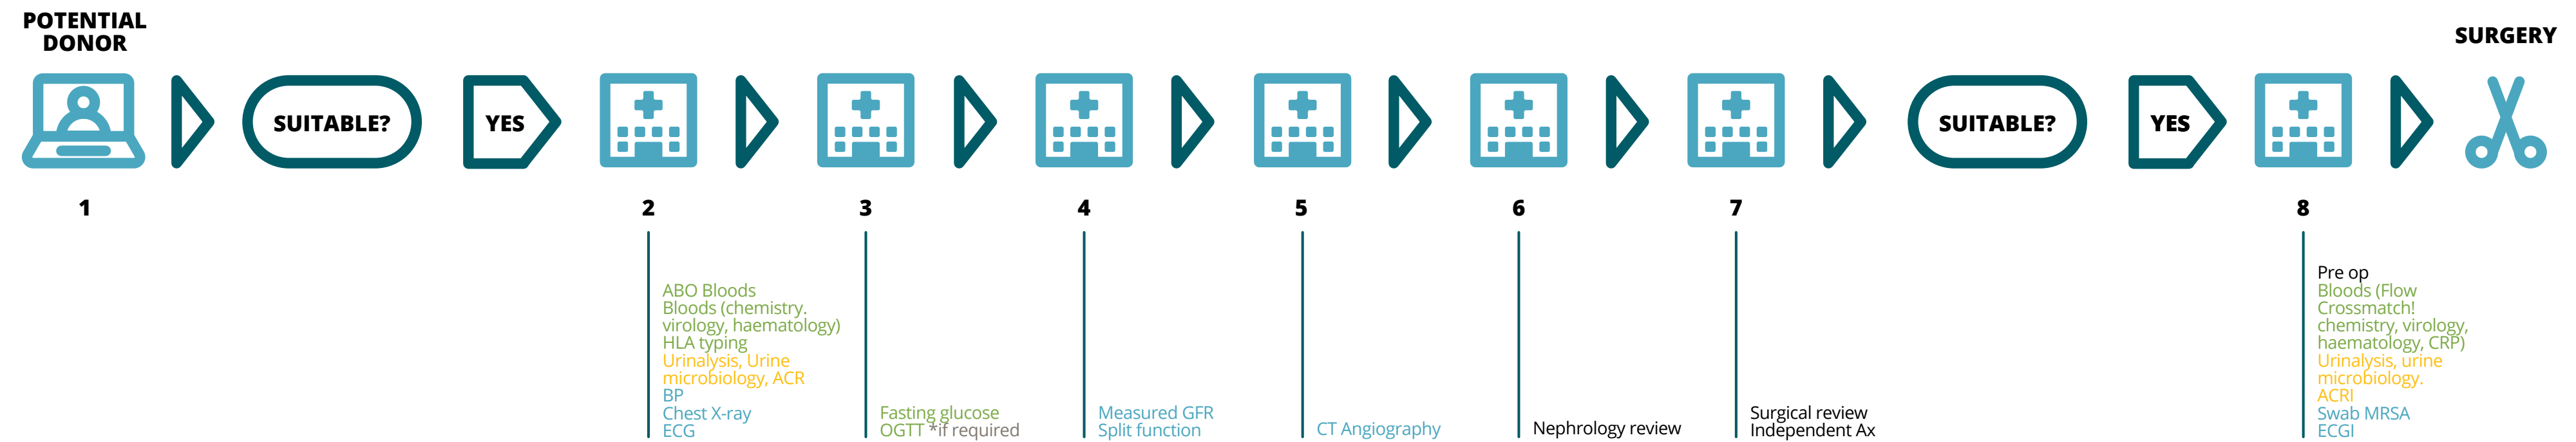 POTENTIAL
DONOR
SURGERY
SUITABLE?
YES
SUITABLE?
YES
1
2
3
4
5
6
7
8
ABO Bloods
Bloods (chemistry.
virology, haematology)
HLA typing
Urinalysis, Urine
microbiology, ACR
BP
Chest X-ray
ECG
Fasting glucose
OGTT *if required
Measured GFR
Split function
CT Angiography
Nephrology review
Surgical review
Independent Ax
Pre op
Bloods (Flow
Crossmatch!
chemistry, virology,
haematology, CRP)
Urinalysis, urine
microbiology.
ACRI
Swab MRSA
ECGI